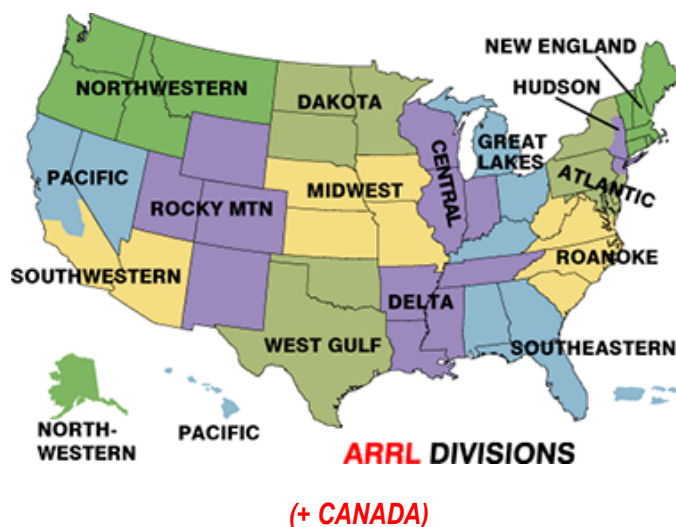 NEW ENGLAND
HUDSON
NORTHWESTERN
DAKOTA
GREAT
LAKES
CENTRAL
PACIFIC
MIDWEST
ATLANTIC
ROCKY MTN
ROANOKE
SOUTHWESTERN
DELTA
WEST GULF
SOUTHEASTERN
NORTH-
WESTERN
PACIFIC
ARRL DIVISIONS
(+ CANADA)